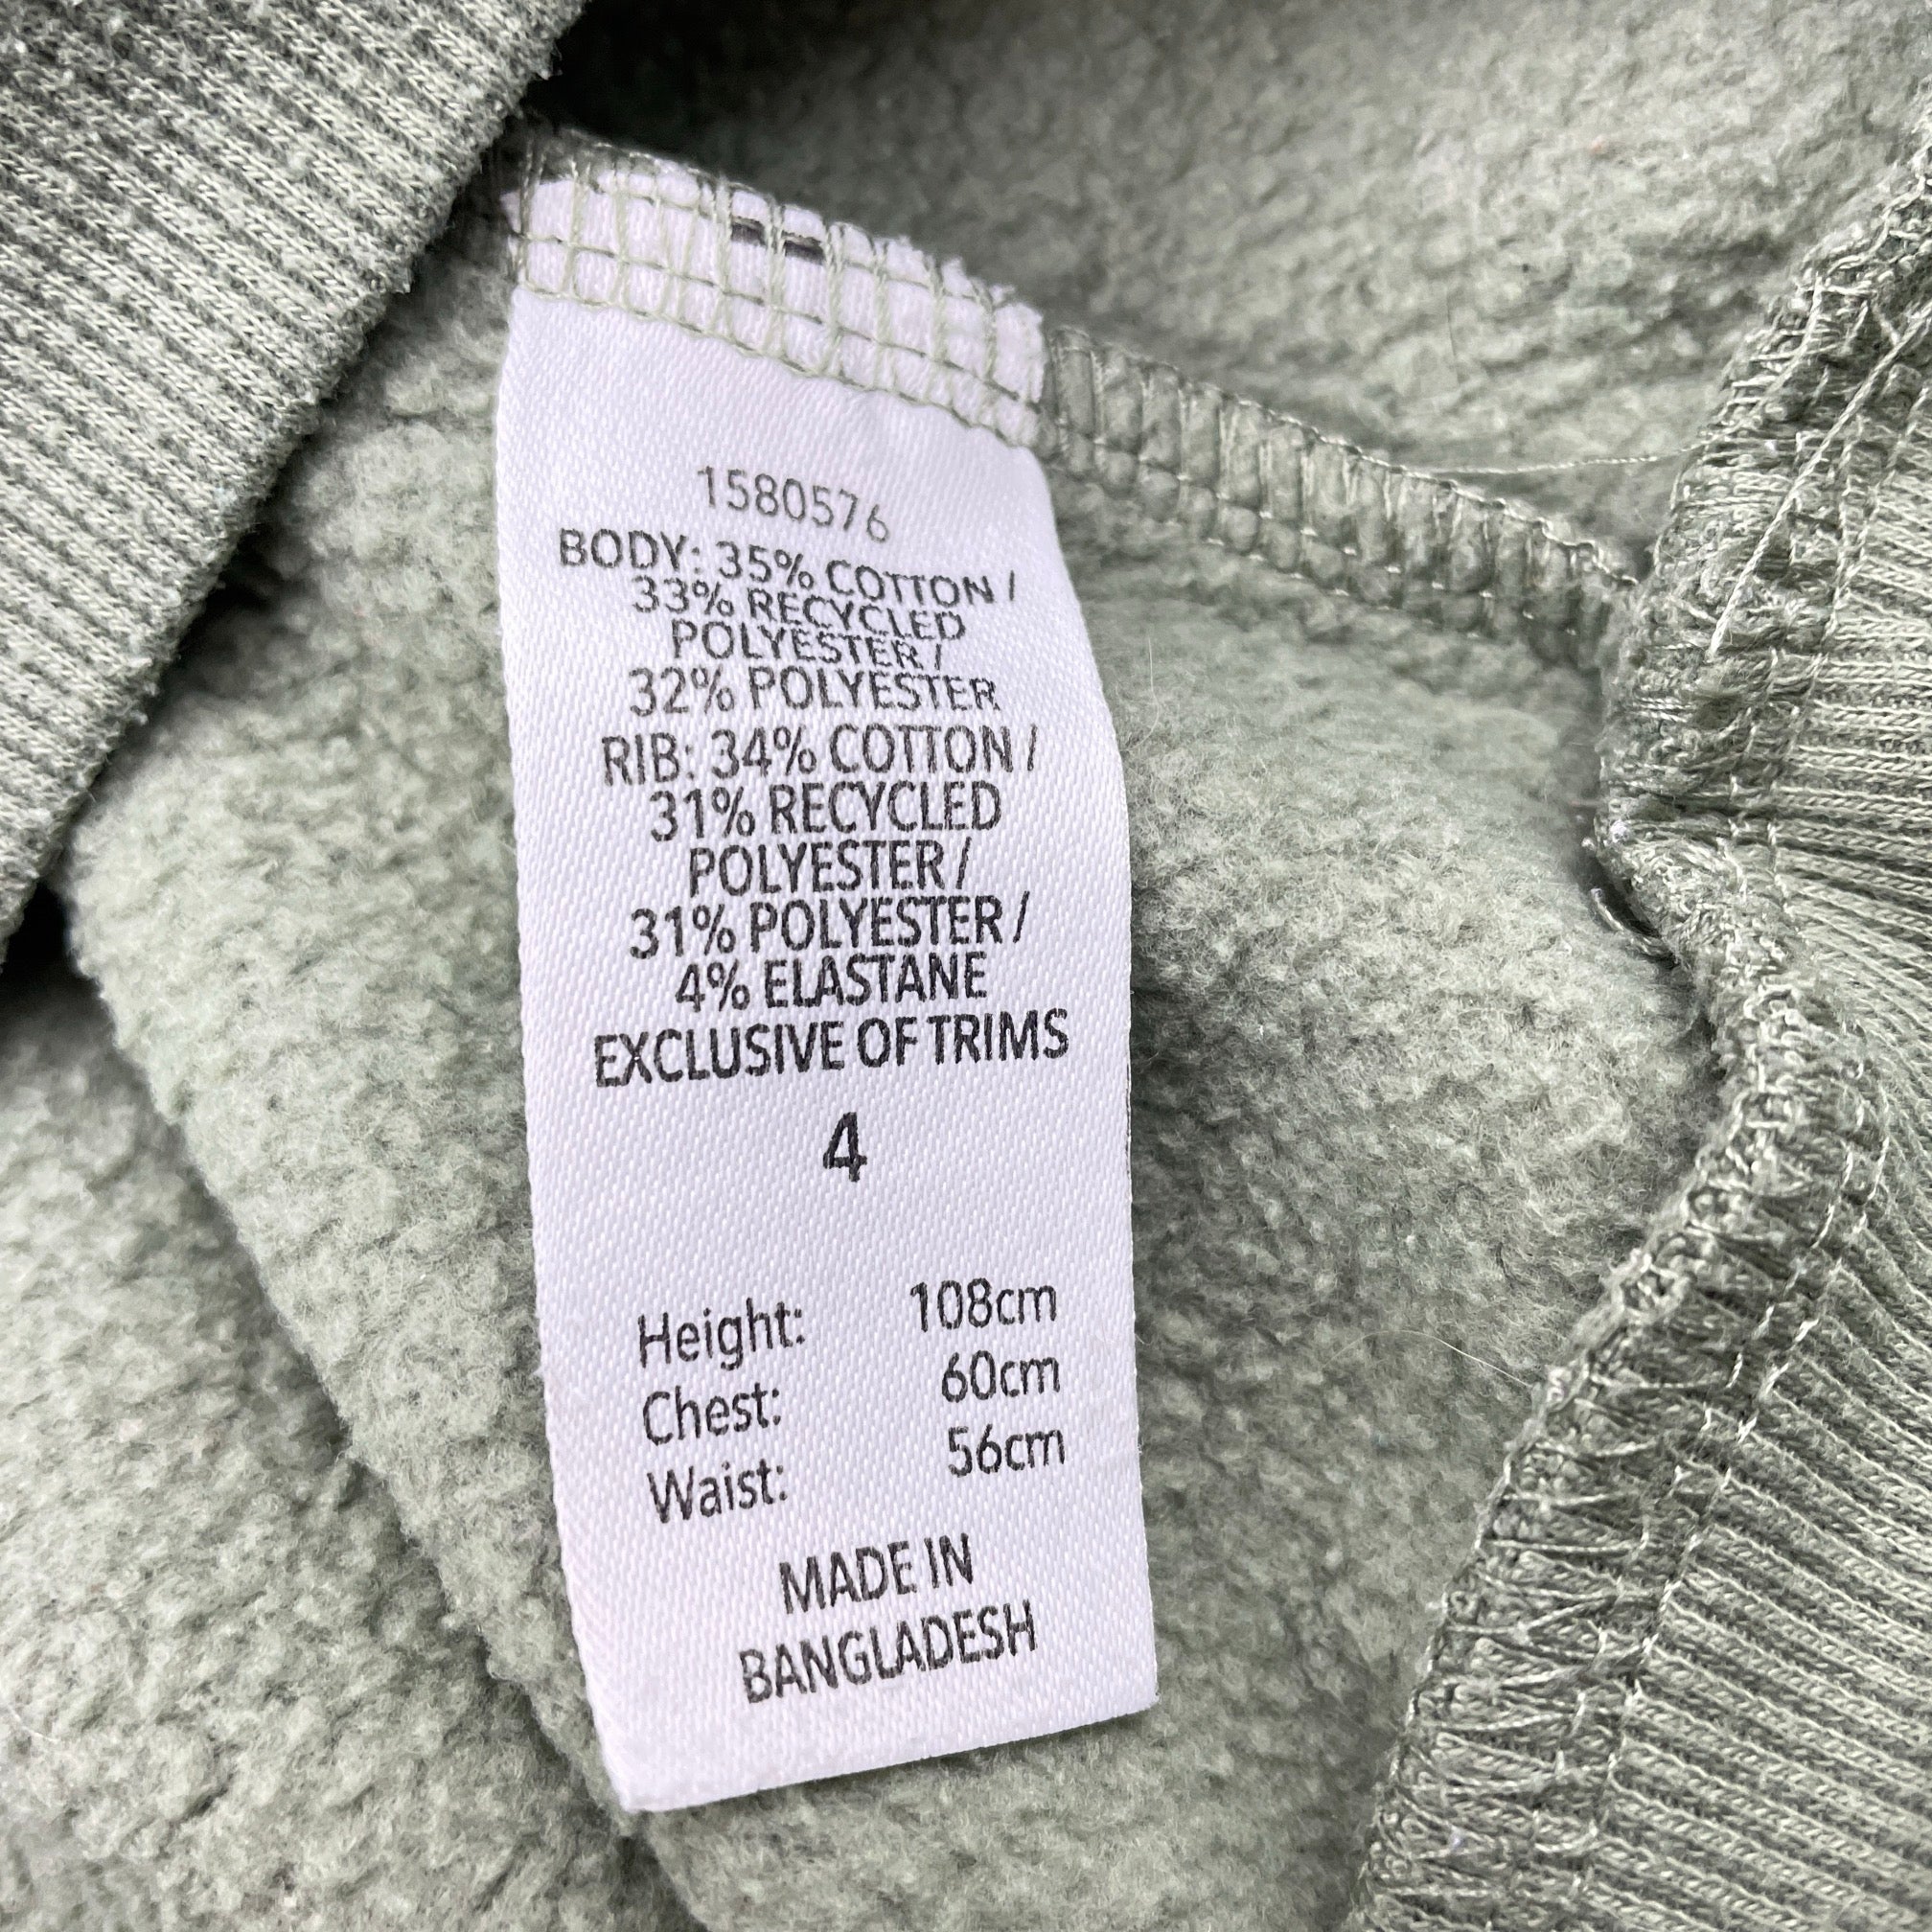 1580576
BODY: 35% COTTON /
33% RECYCLED
POLYESTER /
32% POLYESTER
RIB: 34% COTTON /
31% RECYCLED
POLYESTER /
31% POLYESTER /
4% ELASTANE
EXCLUSIVE OF TRIMS
4
Height: 108cm
Chest: 60cm
Waist: 56cm
MADE IN
BANGLADESH